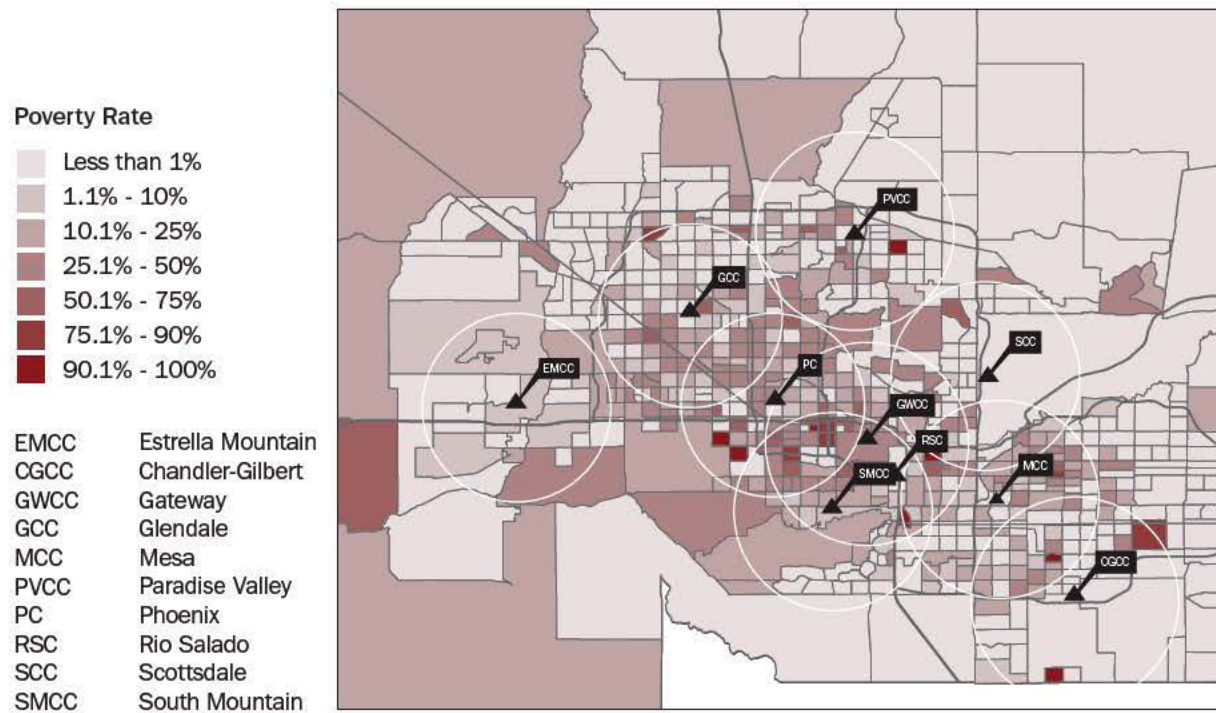 Poverty Rate
Less than 1%
1.1% - 10%
10.1% - 25%
25.1% - 50%
50.1% - 75%
75.1% - 90%
90.1% - 100%
EMCC Estrella Mountain
CGCC Chandler-Gilbert
GWCC Gateway
GCC Glendale
MCC Mesa
PVCC Paradise Valley
PC Phoenix
RSC Rio Salado
SCC Scottsdale
SMCC South Mountain
PVCC
GCC
SCC
EMCC
PC
GWCC
RSC
SMCC
MCC
CGCC